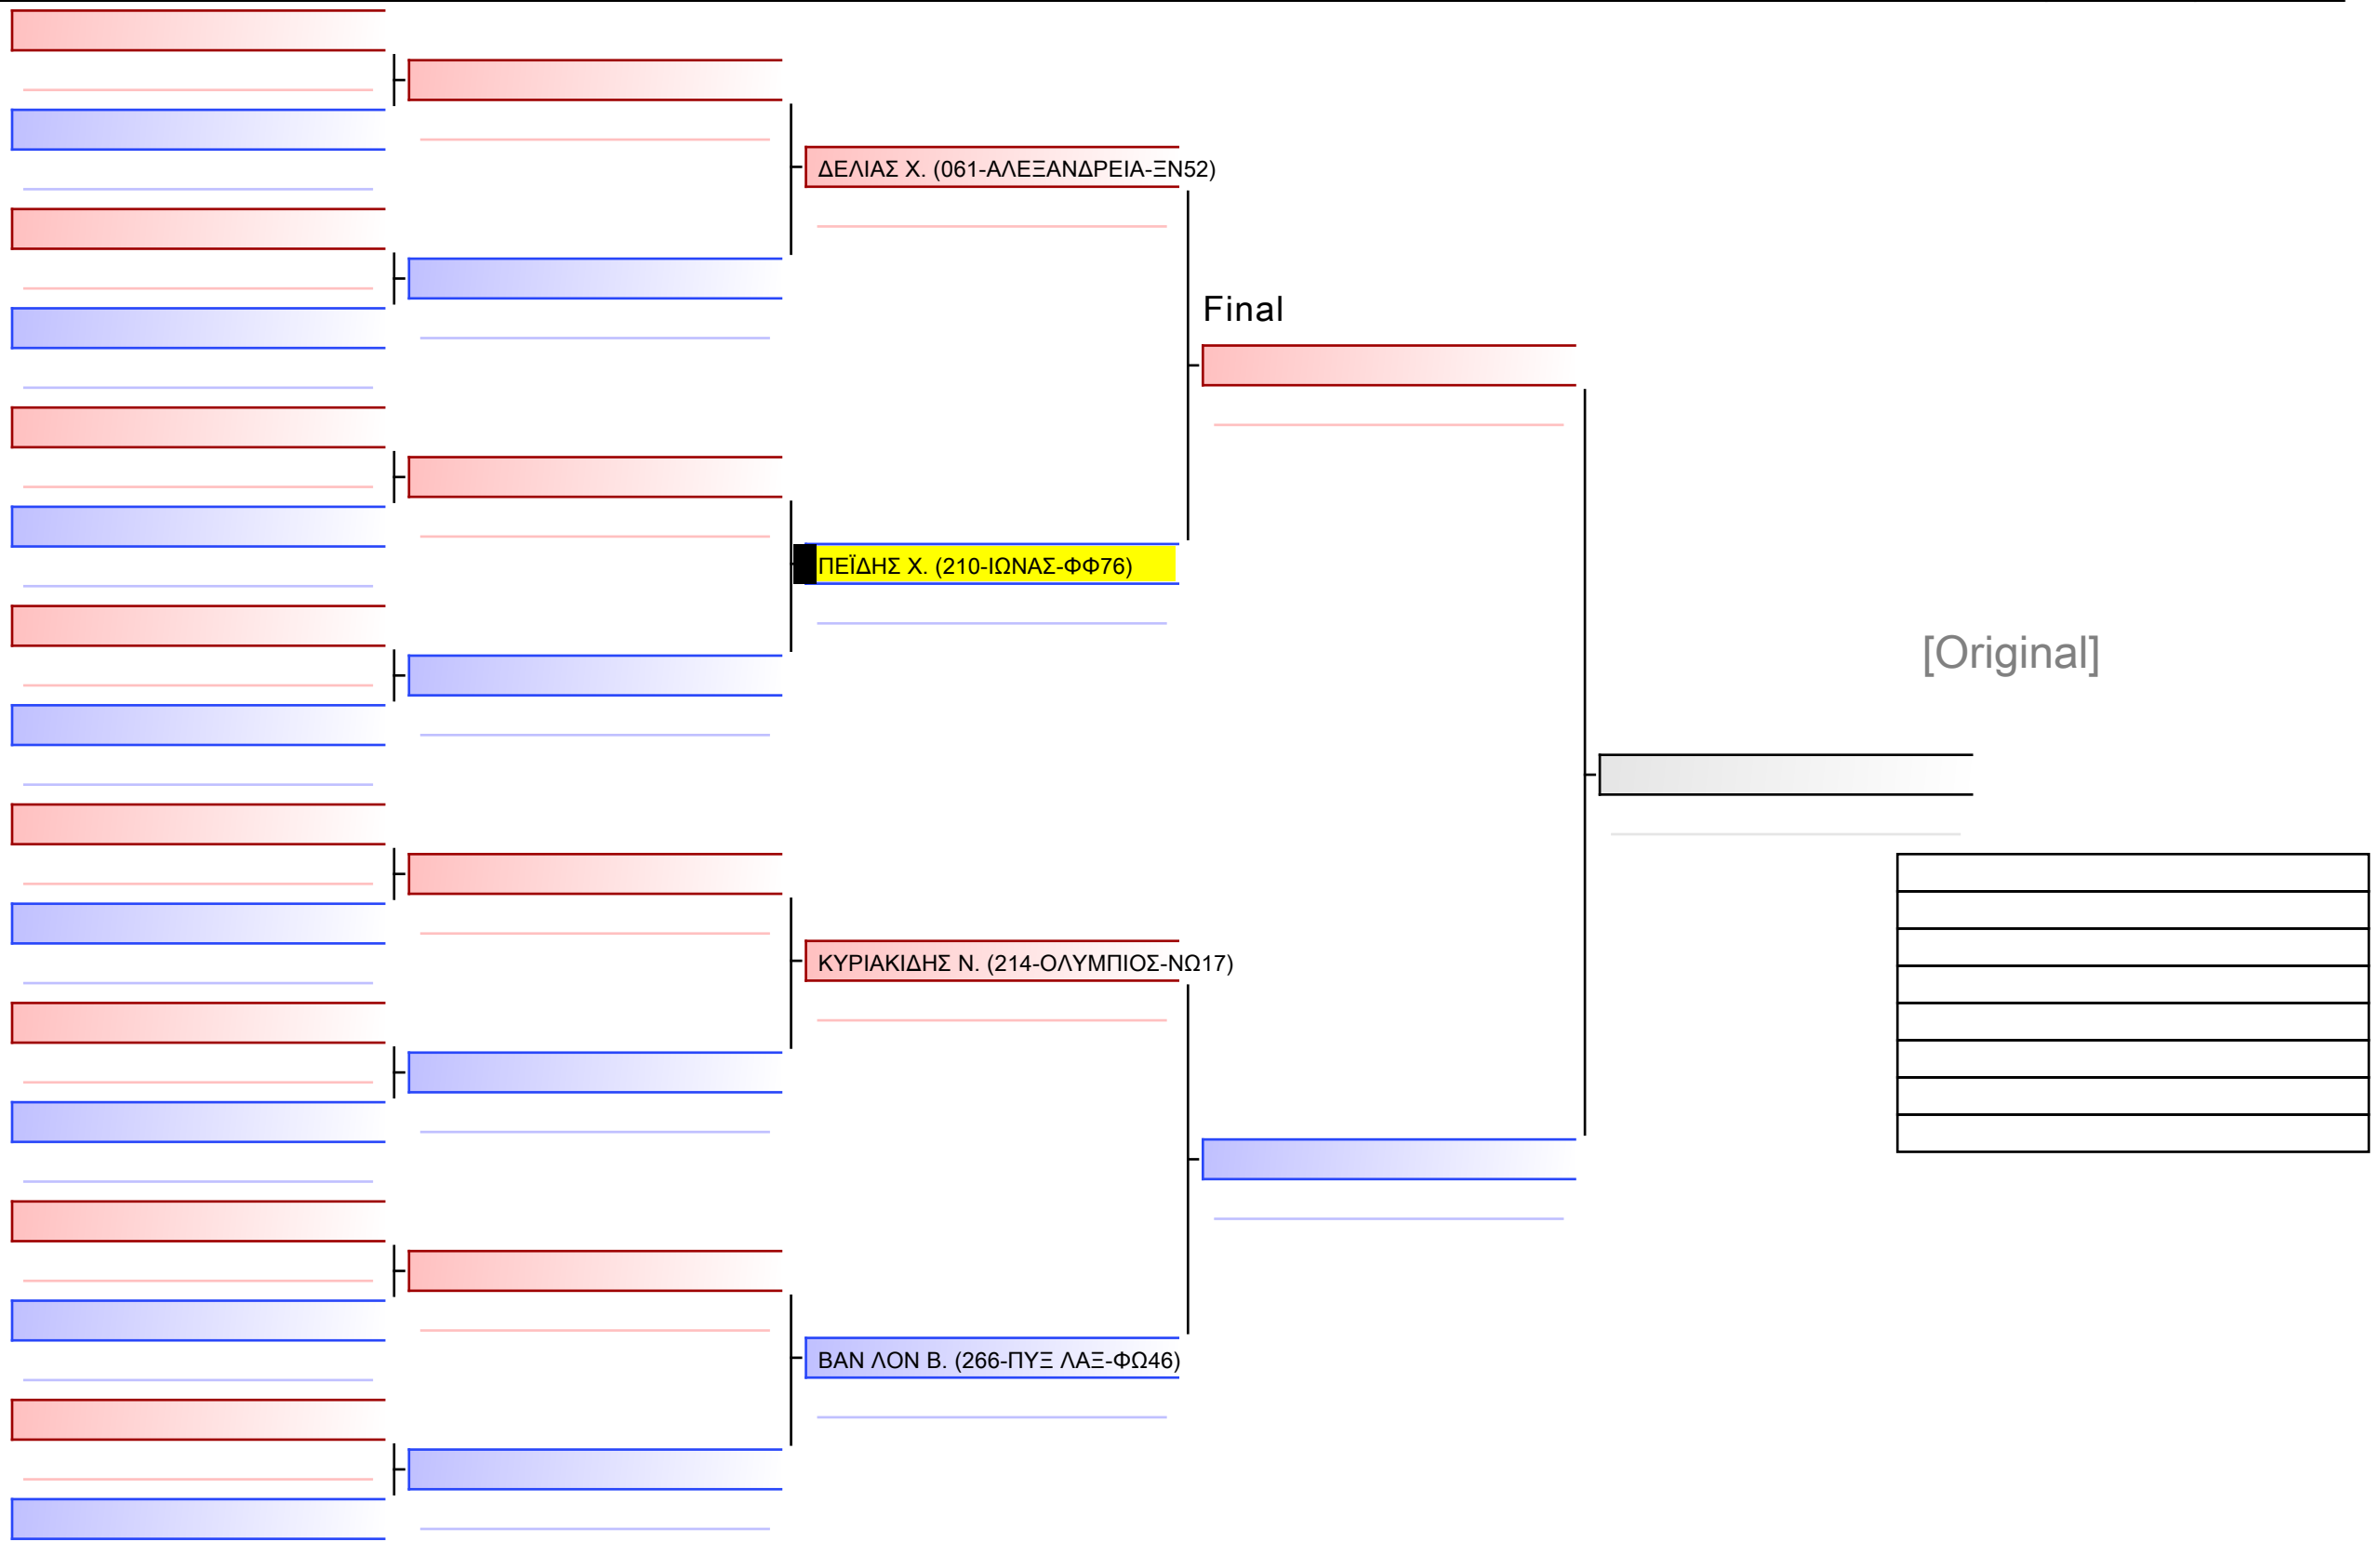 ΔΕΛΙΑΣ Χ. (061-ΑΛΕΞΑΝΔΡΕΙΑ-ΞΝ52)
Final
ΠΕΪΔΗΣ Χ. (210-ΙΩΝΑΣ-ΦΦ76)
[Original]
ΚΥΡΙΑΚΙΔΗΣ Ν. (214-ΟΛΥΜΠΙΟΣ-ΝΩ17)
ΒΑΝ ΛΟΝ Β. (266-ΠΥΞ ΛΑΞ-ΦΩ46)